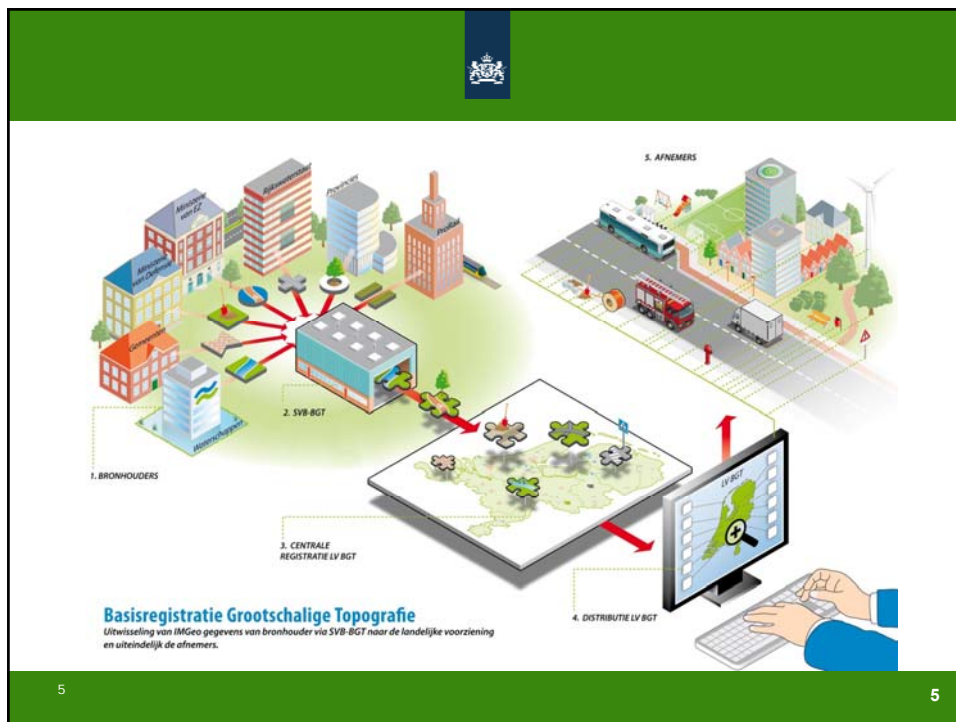 5. AFNEMERS
Ministerie
van EZ
Rijkswaterstaat
Provincies
ProRail
Ministerie
van Defensie
Gemeenten
Waterschappen
1. BRONHOUDERS
2. SVB-BGT
3. CENTRALE
REGISTRATIE LV BGT
LV BGT
4. DISTRIBUTIE LV BGT
Basisregistratie Grootschalige Topografie
Uitwisseling van IMGeo gegevens van bronhouder via SVB-BGT naar de landelijke voorziening
en uiteindelijk de afnemers.
5
5